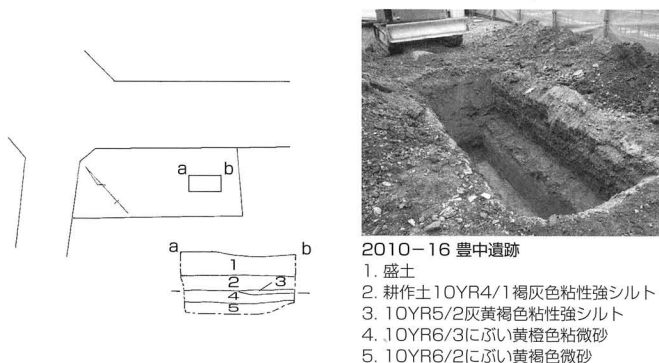 a b
a b
1
2
3
4
5
2010－16 豊中遺跡
1. 盛土
2. 耕作土10YR4/1褐灰色粘性強シルト
3. 10YR5/2灰黄褐色粘性強シルト
4. 10YR6/3にぶい黄橙色粘微砂
5. 10YR6/2にぶい黄褐色微砂